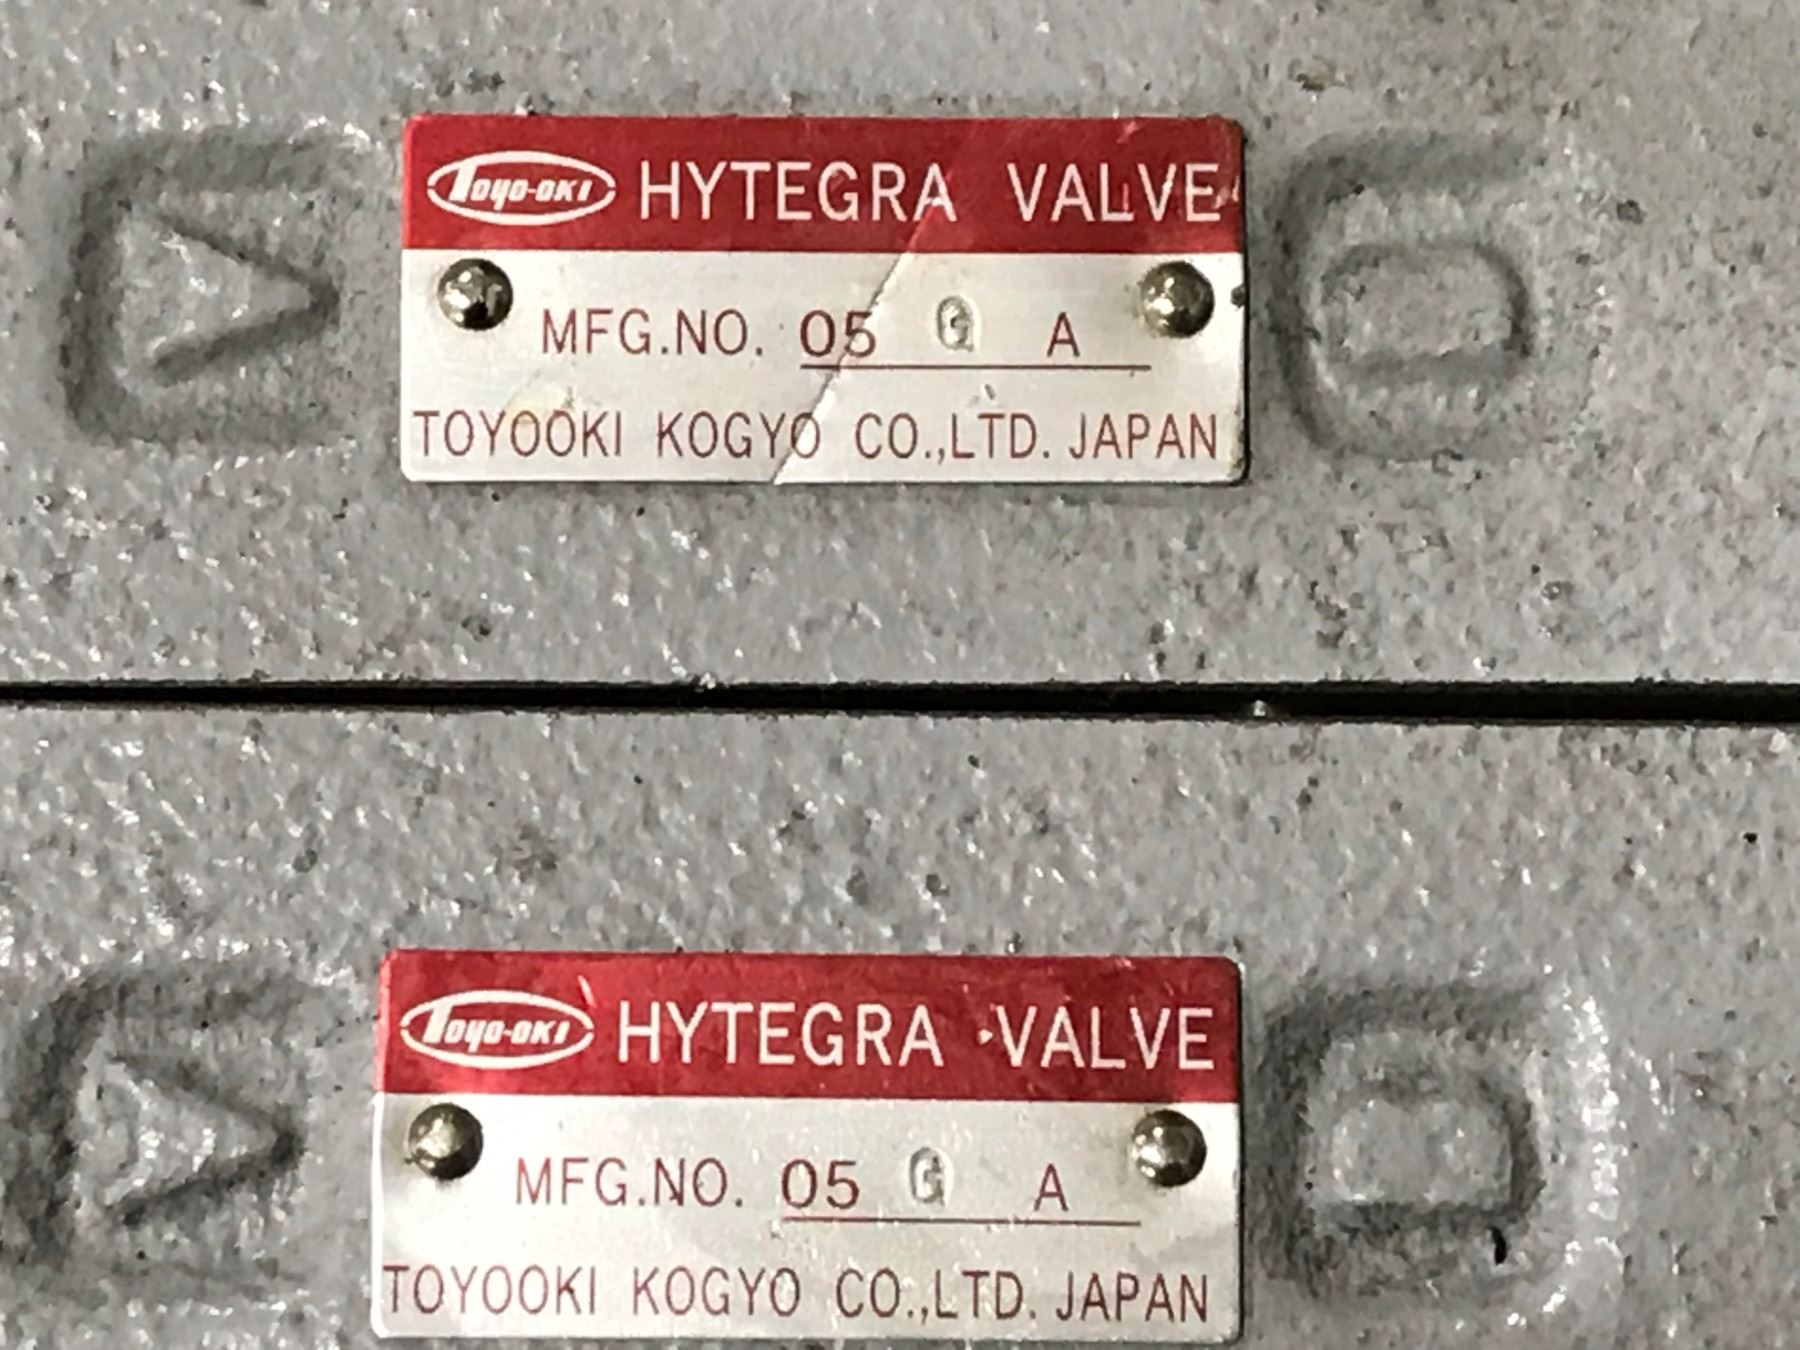 TOYO-OKI HYTEGRA VALVE
MFG.NO. 05 G A
TOYOOKI KOGYO CO.,LTD. JAPAN
TOYO-OKI HYTEGRA VALVE
MFG.NO. 05 G A
TOYOOKI KOGYO CO.,LTD. JAPAN